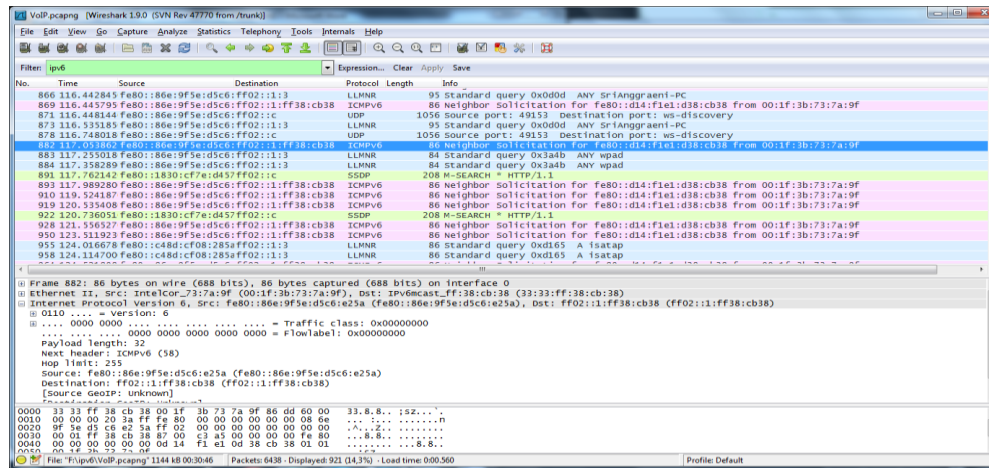 VoIP.pcapng [Wireshark 1.9.0 (SVN Rev 47770 from /trunk)]
File Edit View Go Capture Analyze Statistics Telephony Tools Internals Help
Filter: ipv6 Expression... Clear Apply Save
No. Time Source Destination Protocol Length Info
866 116.442845 fe80::86e:9f5e:d5c6:ff02::1:3 LLMNR 95 Standard query 0x0d0d ANY SriAnggraeni-PC
869 116.445795 fe80::86e:9f5e:d5c6:ff02::1:ff38:cb38 ICMPv6 86 Neighbor Solicitation for fe80::d14:f1e1:d38:cb38 from 00:1f:3b:73:7a:9f
871 116.448144 fe80::86e:9f5e:d5c6:ff02::c UDP 1056 Source port: 49153 Destination port: ws-discovery
873 116.535185 fe80::86e:9f5e:d5c6:ff02::1:3 LLMNR 95 Standard query 0x0d0d ANY SriAnggraeni-PC
878 116.748018 fe80::86e:9f5e:d5c6:ff02::c UDP 1056 Source port: 49153 Destination port: ws-discovery
882 117.053862 fe80::86e:9f5e:d5c6:ff02::1:ff38:cb38 ICMPv6 86 Neighbor Solicitation for fe80::d14:f1e1:d38:cb38 from 00:1f:3b:73:7a:9f
883 117.255018 fe80::86e:9f5e:d5c6:ff02::1:3 LLMNR 84 Standard query 0x3a4b ANY wpad
884 117.358289 fe80::86e:9f5e:d5c6:ff02::1:3 LLMNR 84 Standard query 0x3a4b ANY wpad
891 117.762142 fe80::1830:cf7e:d457:ff02::c SSDP 208 M-SEARCH * HTTP/1.1
893 117.989280 fe80::86e:9f5e:d5c6:ff02::1:ff38:cb38 ICMPv6 86 Neighbor Solicitation for fe80::d14:f1e1:d38:cb38 from 00:1f:3b:73:7a:9f
910 119.524187 fe80::86e:9f5e:d5c6:ff02::1:ff38:cb38 ICMPv6 86 Neighbor Solicitation for fe80::d14:f1e1:d38:cb38 from 00:1f:3b:73:7a:9f
919 120.535408 fe80::86e:9f5e:d5c6:ff02::1:ff38:cb38 ICMPv6 86 Neighbor Solicitation for fe80::d14:f1e1:d38:cb38 from 00:1f:3b:73:7a:9f
922 120.736051 fe80::1830:cf7e:d457:ff02::c SSDP 208 M-SEARCH * HTTP/1.1
928 121.556527 fe80::86e:9f5e:d5c6:ff02::1:ff38:cb38 ICMPv6 86 Neighbor Solicitation for fe80::d14:f1e1:d38:cb38 from 00:1f:3b:73:7a:9f
950 123.511923 fe80::86e:9f5e:d5c6:ff02::1:ff38:cb38 ICMPv6 86 Neighbor Solicitation for fe80::d14:f1e1:d38:cb38 from 00:1f:3b:73:7a:9f
955 124.016678 fe80::c48d:cf08:285a:ff02::1:3 LLMNR 86 Standard query 0xd165 A isatap
958 124.114700 fe80::c48d:cf08:285a:ff02::1:3 LLMNR 86 Standard query 0xd165 A isatap
Frame 882: 86 bytes on wire (688 bits), 86 bytes captured (688 bits) on interface 0
Ethernet II, Src: IntelCor_73:7a:9f (00:1f:3b:73:7a:9f), Dst: IPv6mcast_ff:38:cb:38 (33:33:ff:38:cb:38)
Internet Protocol Version 6, Src: fe80::86e:9f5e:d5c6:e25a (fe80::86e:9f5e:d5c6:e25a), Dst: ff02::1:ff38:cb38 (ff02::1:ff38:cb38)
0110 .... = Version: 6
.... 0000 0000 .... .... .... .... .... = Traffic class: 0x00000000
.... .... .... 0000 0000 0000 0000 0000 = Flowlabel: 0x00000000
Payload length: 32
Next header: ICMPv6 (58)
Hop limit: 255
Source: fe80::86e:9f5e:d5c6:e25a (fe80::86e:9f5e:d5c6:e25a)
Destination: ff02::1:ff38:cb38 (ff02::1:ff38:cb38)
[Source GeoIP: Unknown]
0000 33 33 ff 38 cb 38 00 1f 3b 73 7a 9f 86 dd 60 00 33.8.8.. ;sz...`.
0010 00 00 00 20 3a ff fe 80 00 00 00 00 00 00 08 6e ... :... .......n
0020 9f 5e d5 c6 e2 5a ff 02 00 00 00 00 00 00 00 00 .^...Z.. ........
0030 00 01 ff 38 cb 38 87 00 c3 a5 00 00 00 00 fe 80 ...8.8.. ........
0040 00 00 00 00 00 00 0d 14 f1 e1 0d 38 cb 38 01 01 ........ ...8.8..
0050 00 1f 3b 73 7a 9f
File: "F:\ipv6\VoIP.pcapng" 1144 kB 00:30:46 Packets: 6438 · Displayed: 921 (14,3%) · Load time: 0:00.560 Profile: Default